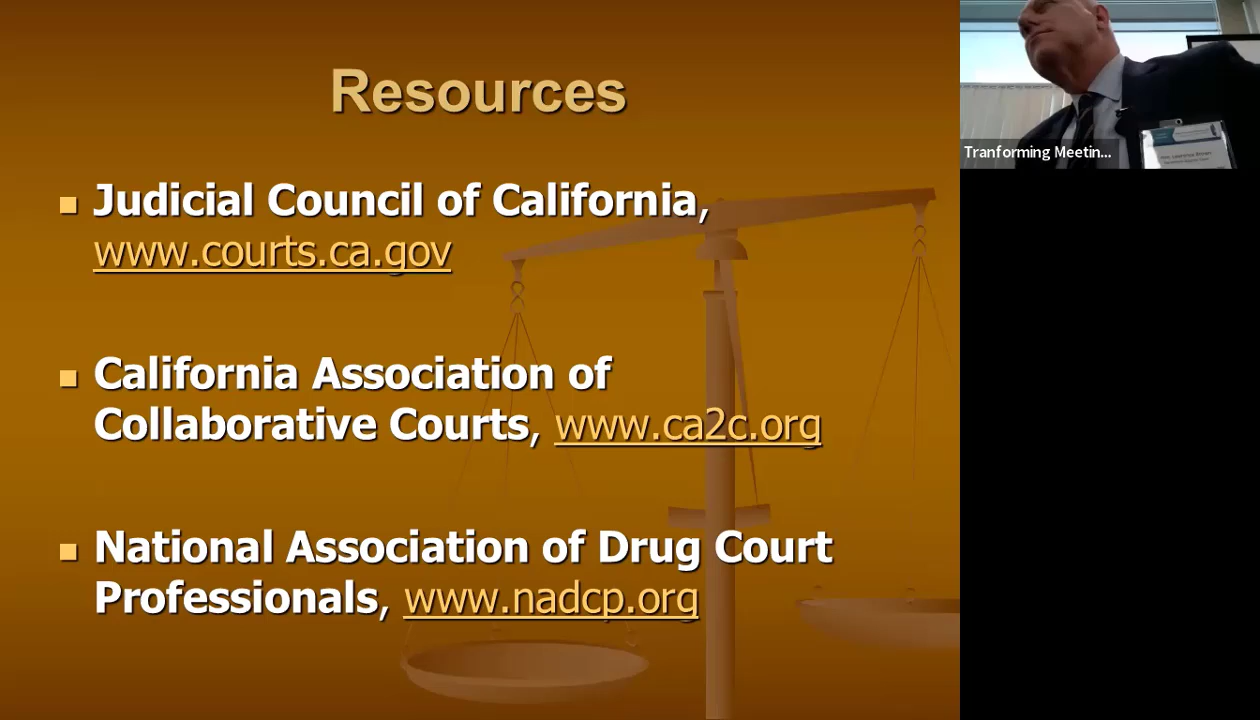 Resources
Judicial Council of California,
www.courts.ca.gov
California Association of
Collaborative Courts, www.ca2c.org
National Association of Drug Court
Professionals, www.nadcp.org
Tranforming Meetin...